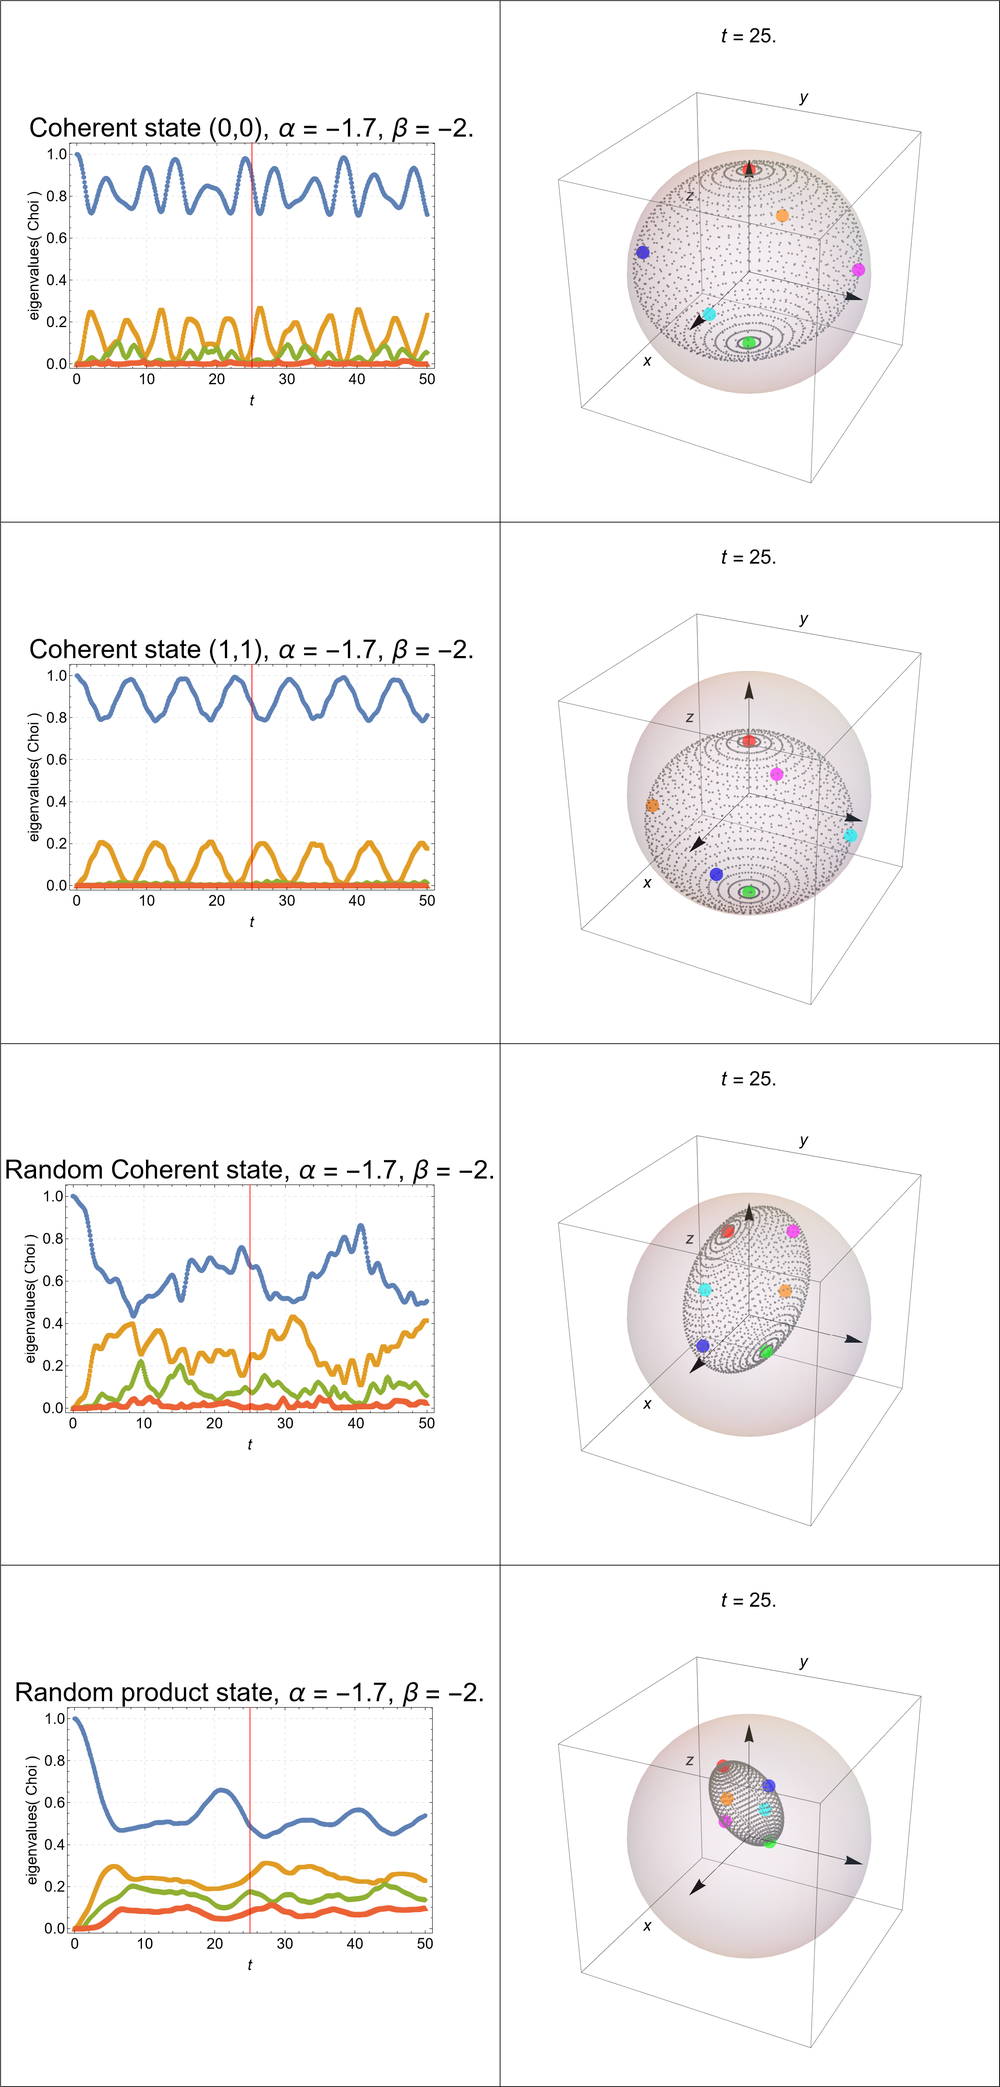 Coherent state (0,0), α = −1.7, β = −2.
eigenvalues( Choi )
1.0
0.8
0.6
0.4
0.2
0.0
0 10 20 30 40 50
t
t = 25.
y
z
x
Coherent state (1,1), α = −1.7, β = −2.
eigenvalues( Choi )
1.0
0.8
0.6
0.4
0.2
0.0
0 10 20 30 40 50
t
t = 25.
y
z
x
Random Coherent state, α = −1.7, β = −2.
eigenvalues( Choi )
1.0
0.8
0.6
0.4
0.2
0.0
0 10 20 30 40 50
t
t = 25.
y
z
x
Random product state, α = −1.7, β = −2.
eigenvalues( Choi )
1.0
0.8
0.6
0.4
0.2
0.0
0 10 20 30 40 50
t
t = 25.
y
z
x